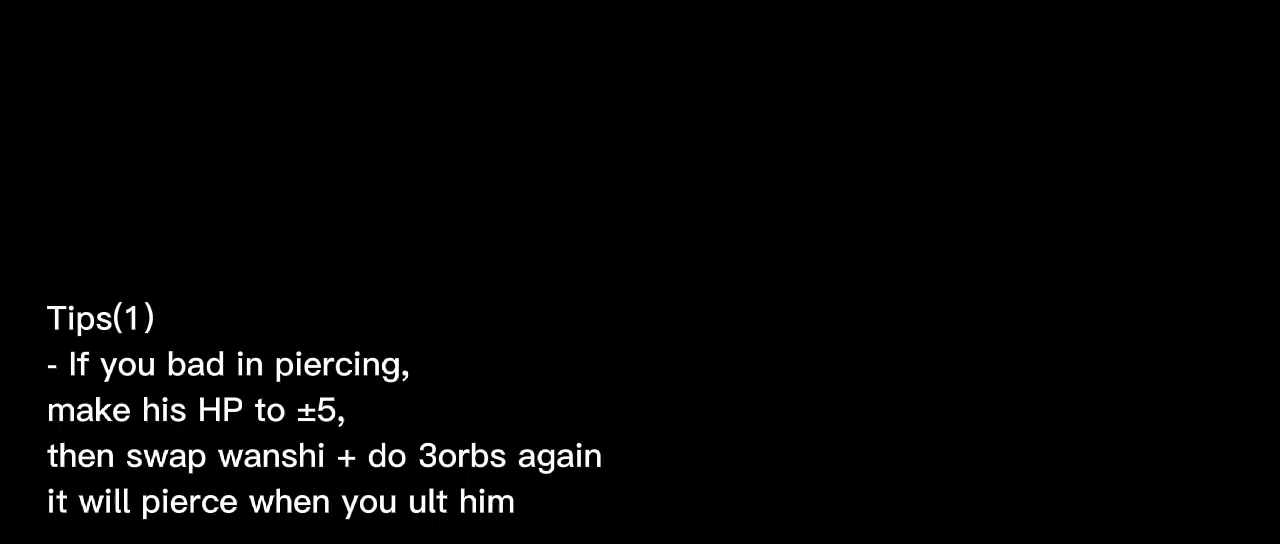 Tips(1)
- If you bad in piercing,
make his HP to ±5,
then swap wanshi + do 3orbs again
it will pierce when you ult him